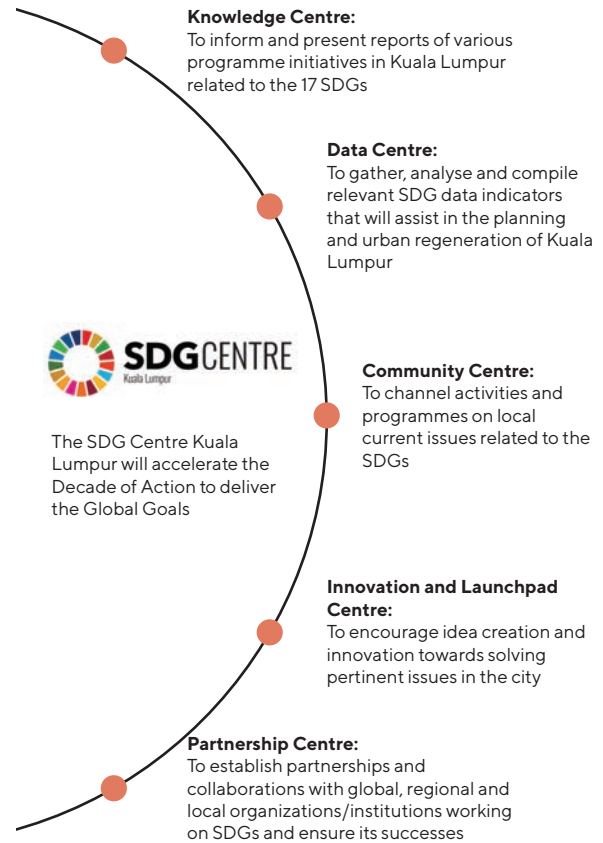 Knowledge Centre:
To inform and present reports of various
programme initiatives in Kuala Lumpur
related to the 17 SDGs
Data Centre:
To gather, analyse and compile
relevant SDG data indicators
that will assist in the planning
and urban regeneration of Kuala
Lumpur
SDGCENTRE
Kuala Lumpur
The SDG Centre Kuala
Lumpur will accelerate the
Decade of Action to deliver
the Global Goals
Community Centre:
To channel activities and
programmes on local
current issues related to the
SDGs
Innovation and Launchpad
Centre:
To encourage idea creation and
innovation towards solving
pertinent issues in the city
Partnership Centre:
To establish partnerships and
collaborations with global, regional and
local organizations/institutions working
on SDGs and ensure its successes